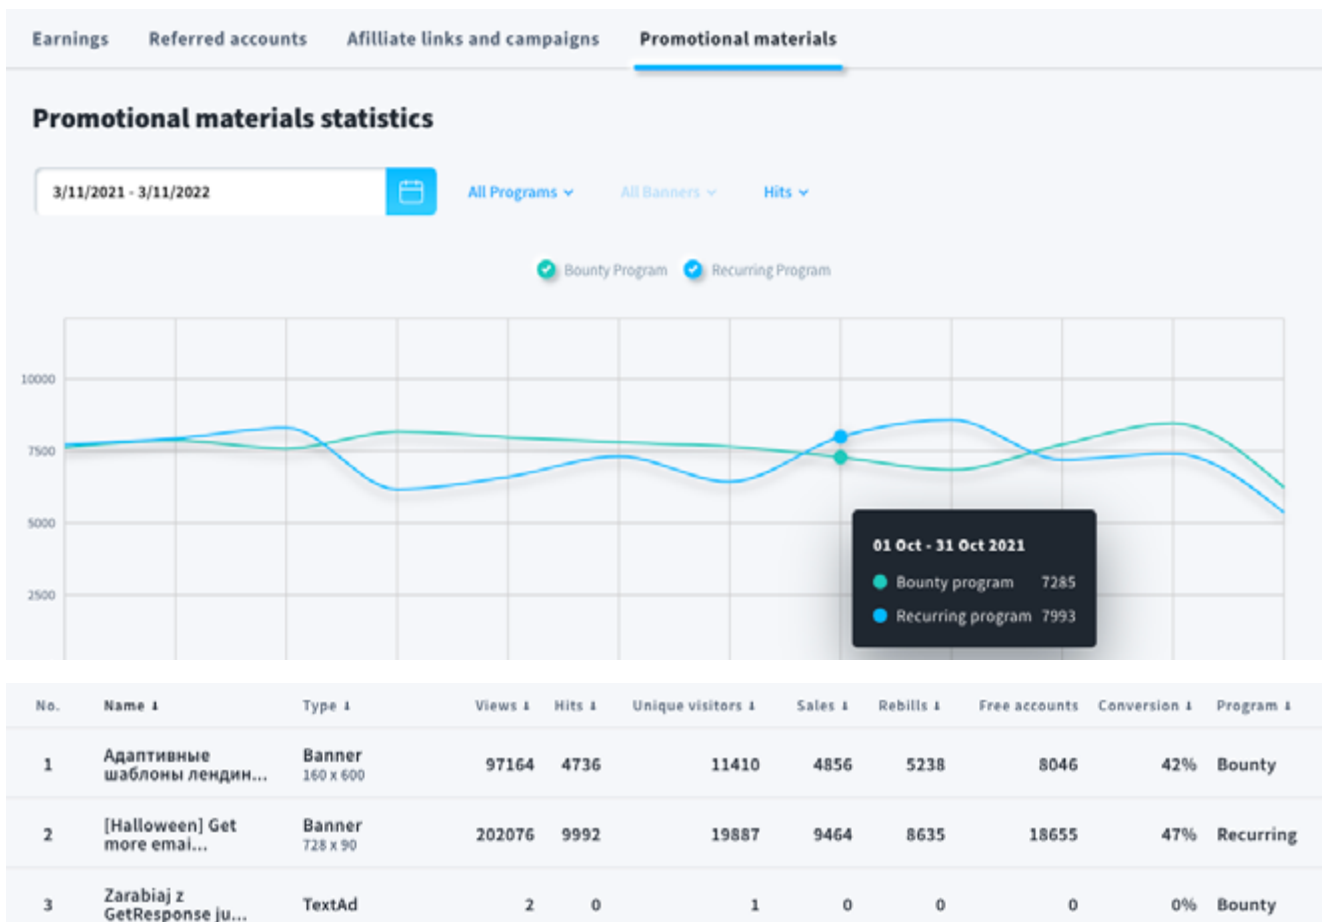 Earnings Referred accounts Afilliate links and campaigns Promotional materials
Promotional materials statistics
3/11/2021 - 3/11/2022 All Programs All Banners Hits
Bounty Program Recurring Program
10000
7500
5000
2500
01 Oct - 31 Oct 2021
Bounty program 7285
Recurring program 7993
No. Name Type Views Hits Unique visitors Sales Rebills Free accounts Conversion Program
1 Адаптивные шаблоны лендин... Banner 160 x 600 97164 4736 11410 4856 5238 8046 42% Bounty
2 [Halloween] Get more emai... Banner 728 x 90 202076 9992 19887 9464 8635 18655 47% Recurring
3 Zarabiaj z GetResponse ju... TextAd 2 0 1 0 0 0 0% Bounty